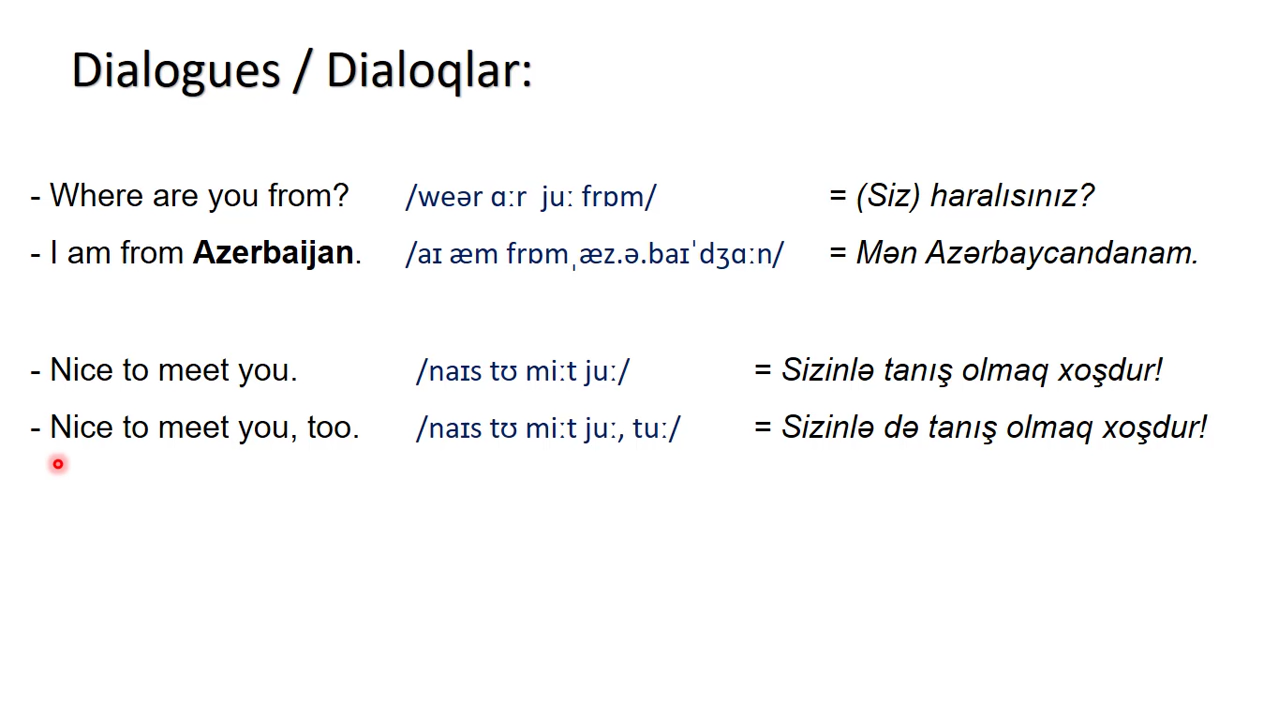 Dialogues / Dialoqlar:
- Where are you from? /weər ɑːr juː frɒm/ = (Siz) haralısınız?
- I am from Azerbaijan. /aɪ æm frɒmˌæz.ə.baɪˈdʒɑːn/ = Mən Azərbaycandanam.
- Nice to meet you. /naɪs tʊ miːt juː/ = Sizinlə tanış olmaq xoşdur!
- Nice to meet you, too. /naɪs tʊ miːt juː, tuː/ = Sizinlə də tanış olmaq xoşdur!